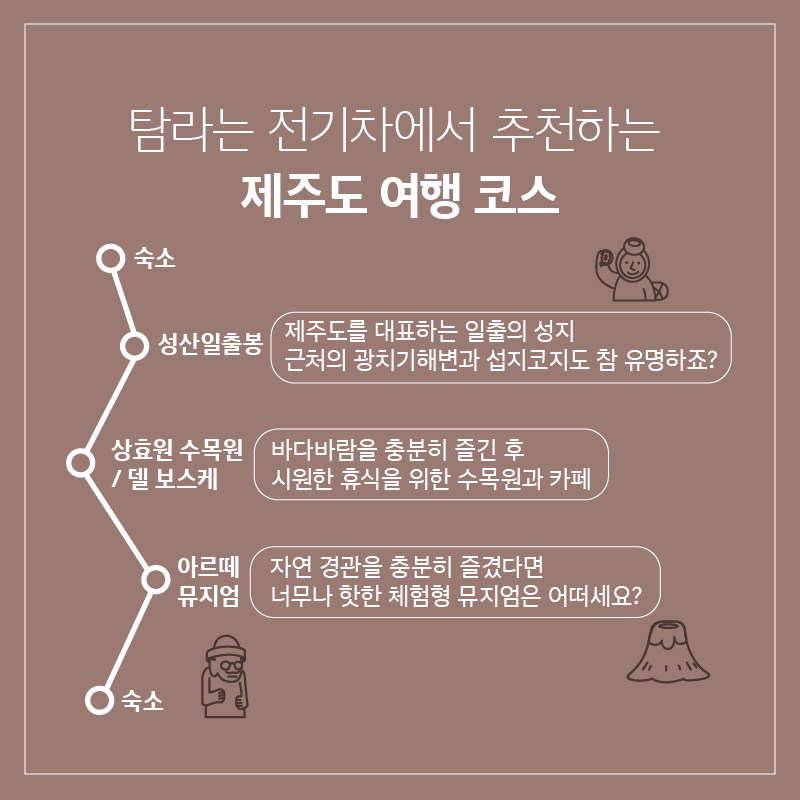 탐라는 전기차에서 추천하는
제주도 여행 코스
숙소
성산일출봉
제주도를 대표하는 일출의 성지
근처의 광치기해변과 섭지코지도 참 유명하죠?
상효원 수목원
/ 델 보스케
바다바람을 충분히 즐긴 후
시원한 휴식을 위한 수목원과 카페
아르떼
뮤지엄
자연 경관을 충분히 즐겼다면
너무나 핫한 체험형 뮤지엄은 어떠세요?
숙소